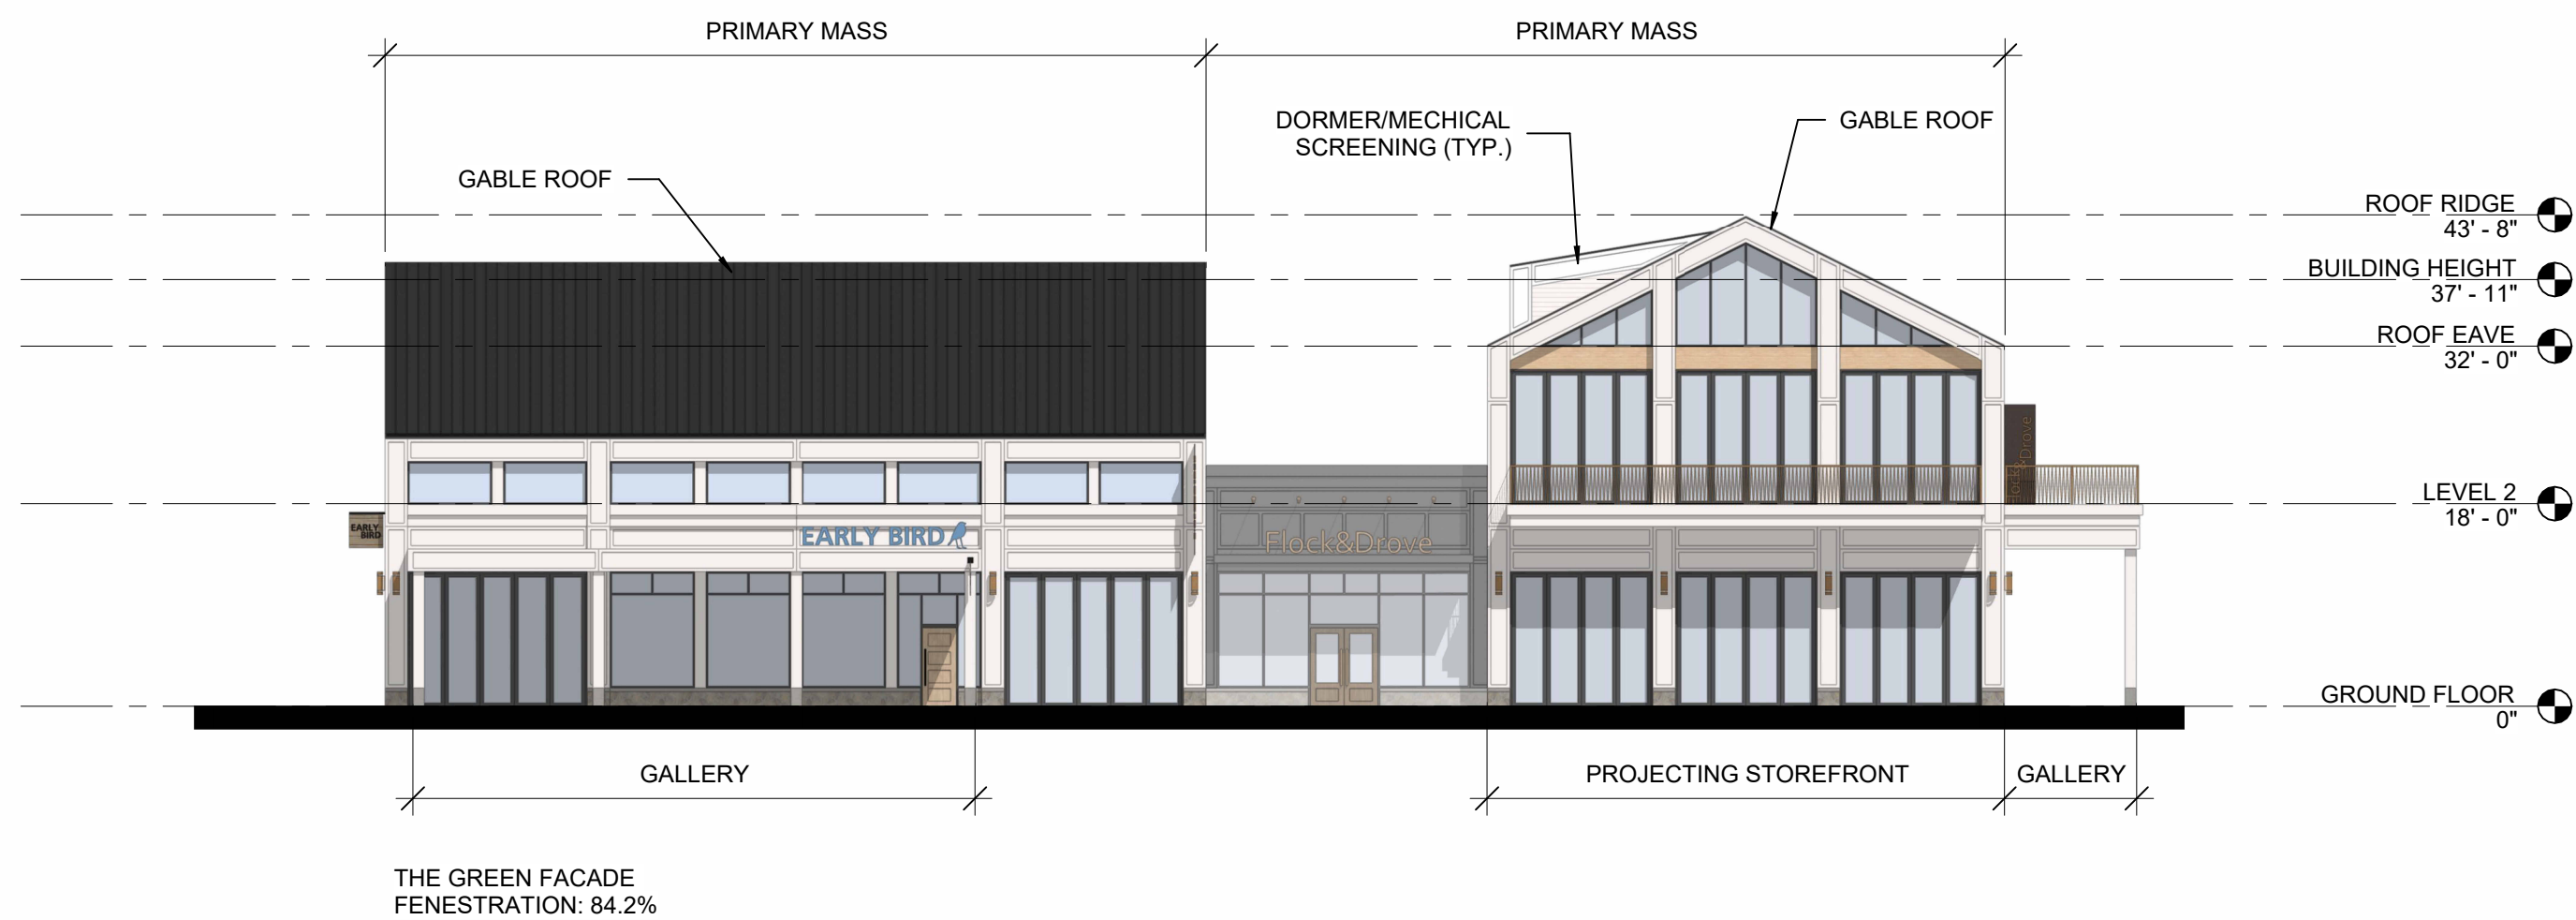 PRIMARY MASS
PRIMARY MASS
DORMER/MECHICAL
SCREENING (TYP.)
GABLE ROOF
GABLE ROOF
ROOF RIDGE
43' - 8"
BUILDING HEIGHT
37' - 11"
ROOF EAVE
32' - 0"
Flock&Drove
LEVEL 2
18' - 0"
EARLY
BIRD
EARLY BIRD
Flock&Drove
GROUND FLOOR
0"
GALLERY
PROJECTING STOREFRONT
GALLERY
THE GREEN FACADE
FENESTRATION: 84.2%